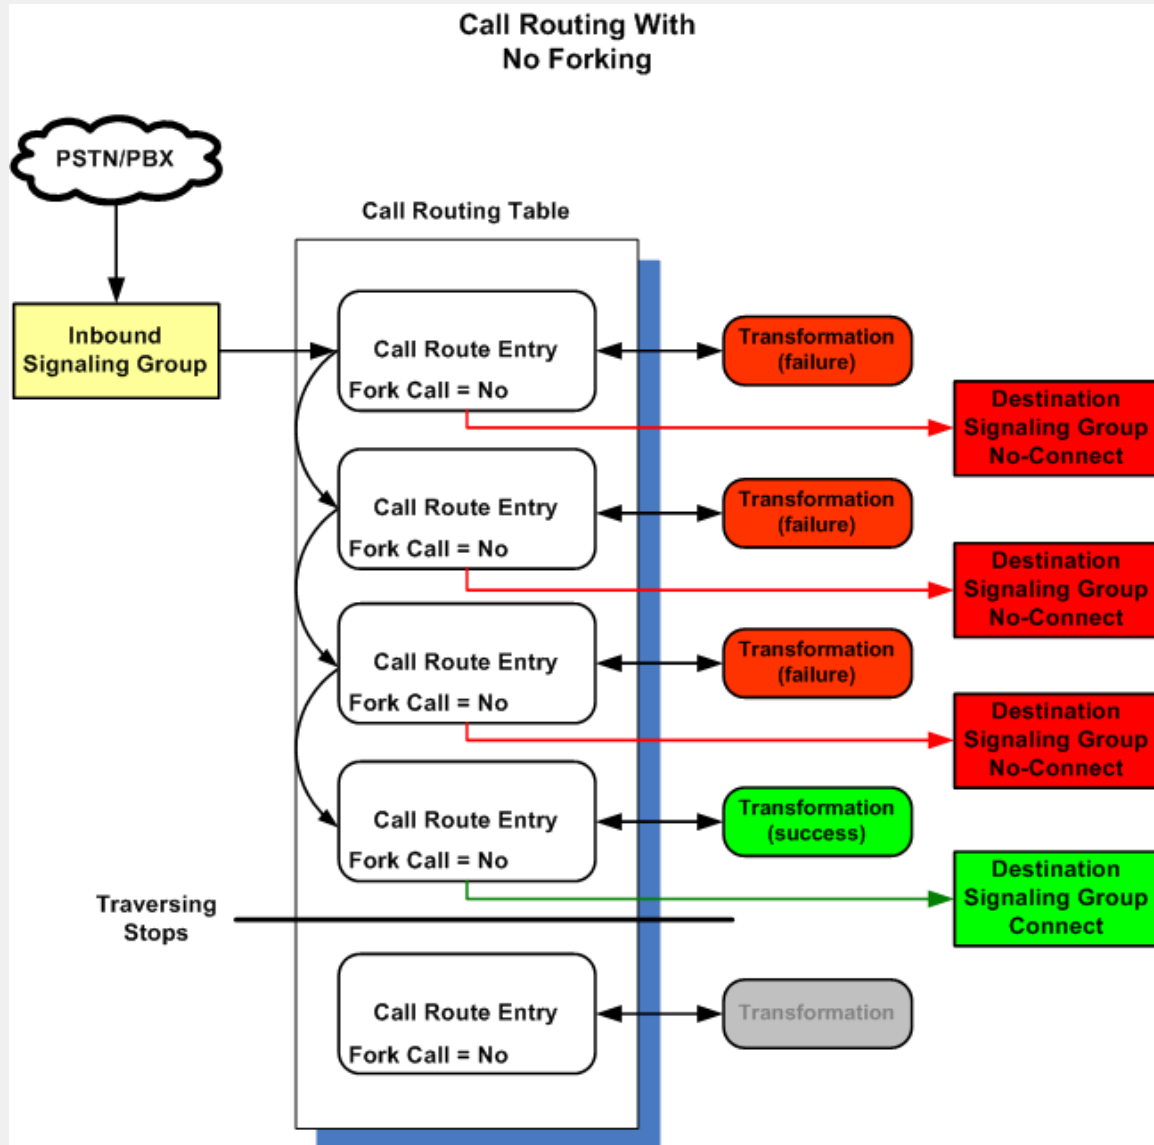 Call Routing With
No Forking
PSTN/PBX
Call Routing Table
Inbound
Signaling Group
Call Route Entry
Fork Call = No
Transformation
(failure)
Destination
Signaling Group
No-Connect
Call Route Entry
Fork Call = No
Transformation
(failure)
Destination
Signaling Group
No-Connect
Call Route Entry
Fork Call = No
Transformation
(failure)
Destination
Signaling Group
No-Connect
Call Route Entry
Fork Call = No
Transformation
(success)
Destination
Signaling Group
Connect
Traversing
Stops
Call Route Entry
Fork Call = No
Transformation